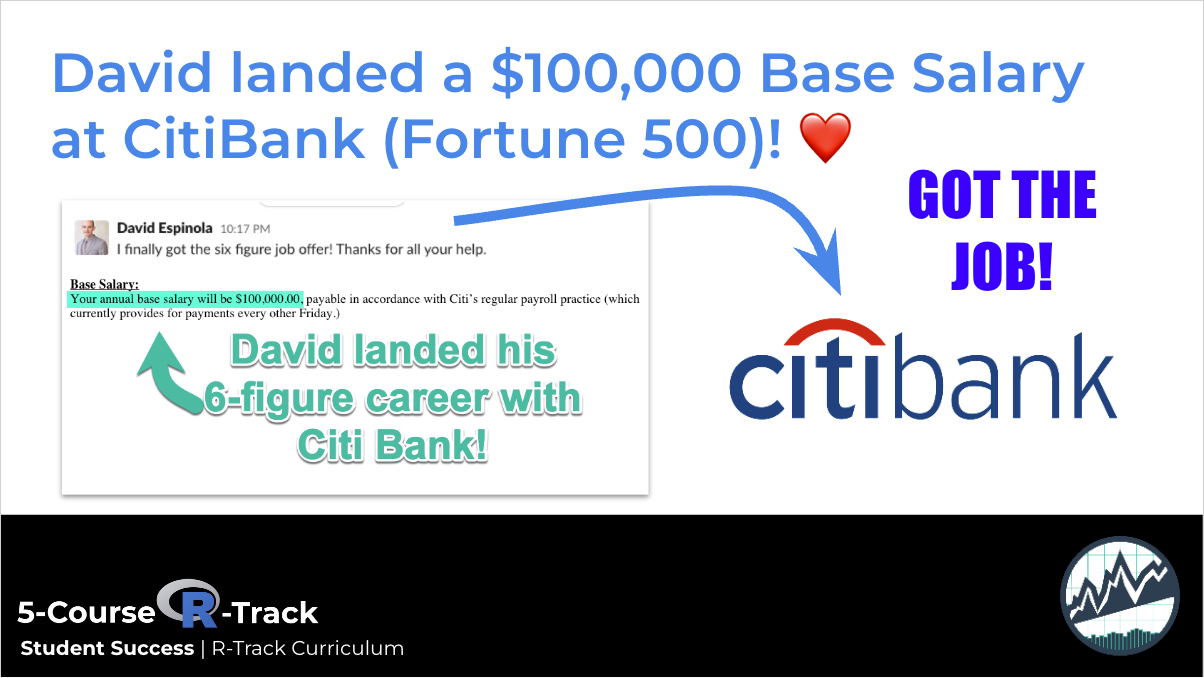 David landed a $100,000 Base Salary
at CitiBank (Fortune 500)! ❤️
GOT THE
JOB!
David Espinola 10:17 PM
I finally got the six figure job offer! Thanks for all your help.
Base Salary:
Your annual base salary will be $100,000.00, payable in accordance with Citi's regular payroll practice (which
currently provides for payments every other Friday.)
David landed his
6-figure career with
Citi Bank!
citibank
5-Course R-Track
Student Success | R-Track Curriculum